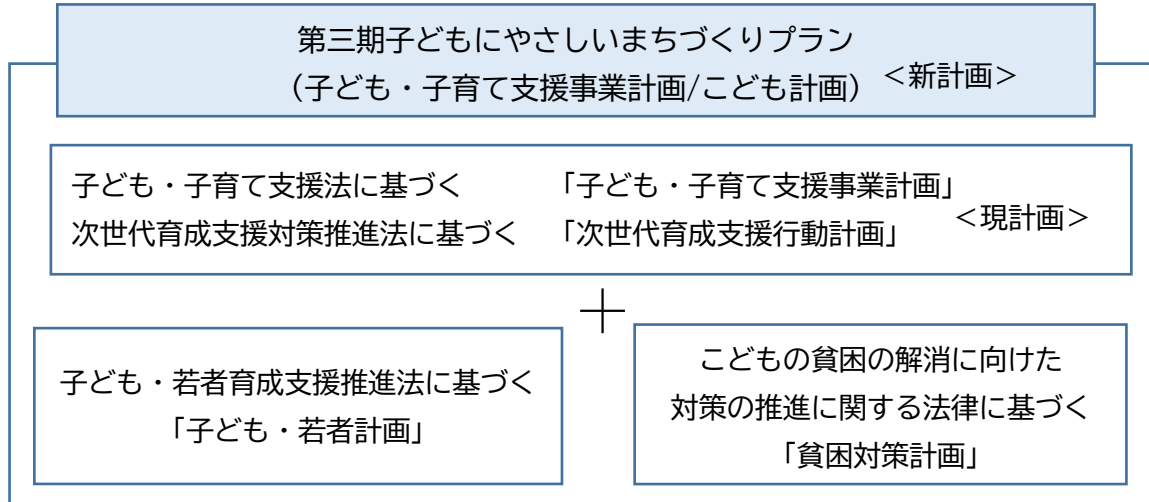 第三期子どもにやさしいまちづくりプラン
（子ども・子育て支援事業計画/こども計画） ＜新計画＞
子ども・子育て支援法に基づく 「子ども・子育て支援事業計画」
次世代育成支援対策推進法に基づく 「次世代育成支援行動計画」 ＜現計画＞
＋
子ども・若者育成支援推進法に基づく
「子ども・若者計画」
こどもの貧困の解消に向けた
対策の推進に関する法律に基づく
「貧困対策計画」